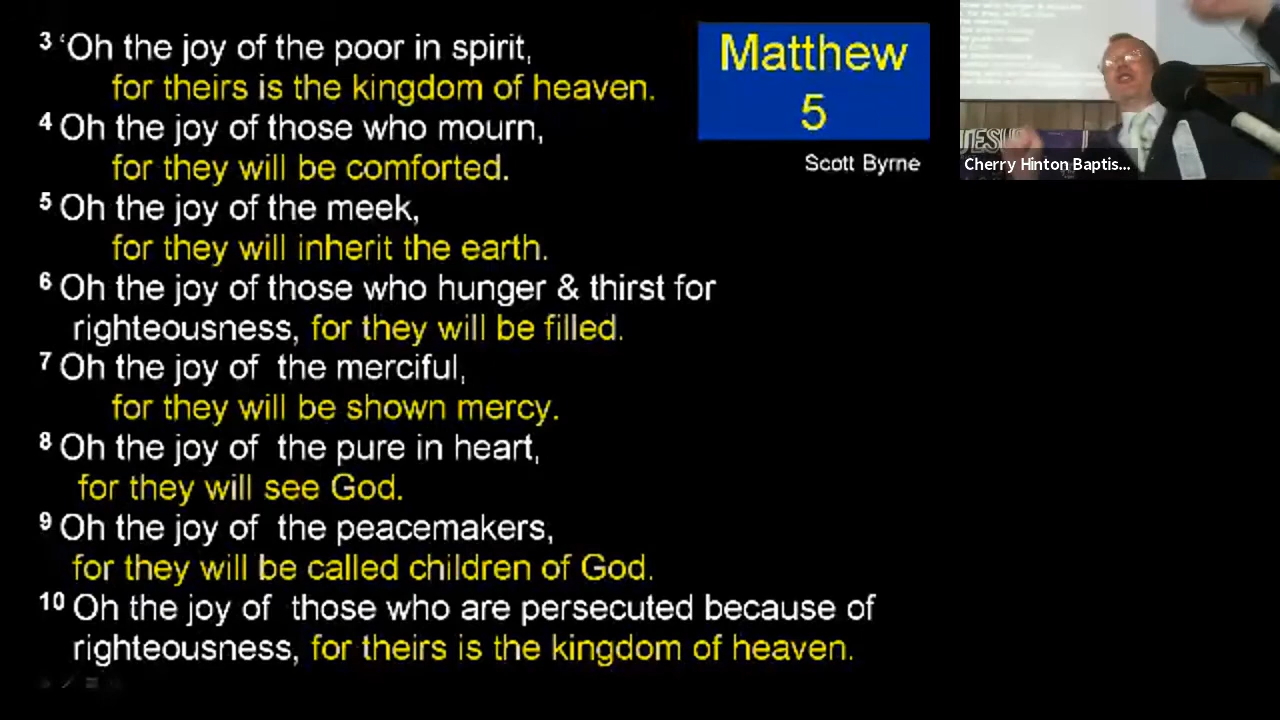 3 ‘Oh the joy of the poor in spirit,
for theirs is the kingdom of heaven.
4 Oh the joy of those who mourn,
for they will be comforted.
5 Oh the joy of the meek,
for they will inherit the earth.
6 Oh the joy of those who hunger & thirst for
righteousness, for they will be filled.
7 Oh the joy of the merciful,
for they will be shown mercy.
8 Oh the joy of the pure in heart,
for they will see God.
9 Oh the joy of the peacemakers,
for they will be called children of God.
10 Oh the joy of those who are persecuted because of
righteousness, for theirs is the kingdom of heaven.
Matthew
5
Scott Byrne
JESU
Cherry Hinton Baptis...